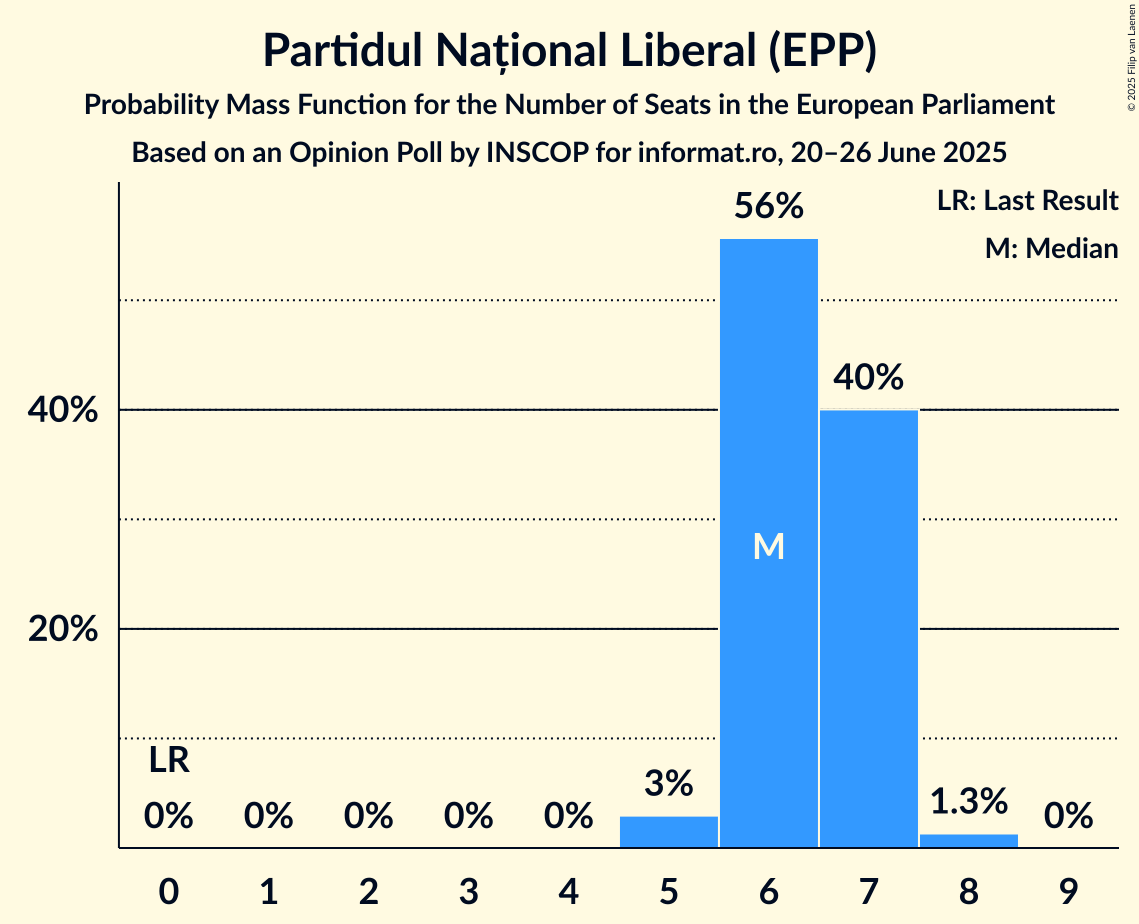 Partidul Național Liberal (EPP)
Probability Mass Function for the Number of Seats in the European Parliament
Based on an Opinion Poll by INSCOP for informat.ro, 20–26 June 2025
© 2025 Filip van Laenen
LR: Last Result
M: Median
56%
40%
40%
M
20%
LR
0%
0%
0%
0%
0%
3%
1.3%
0%
0 1 2 3 4 5 6 7 8 9